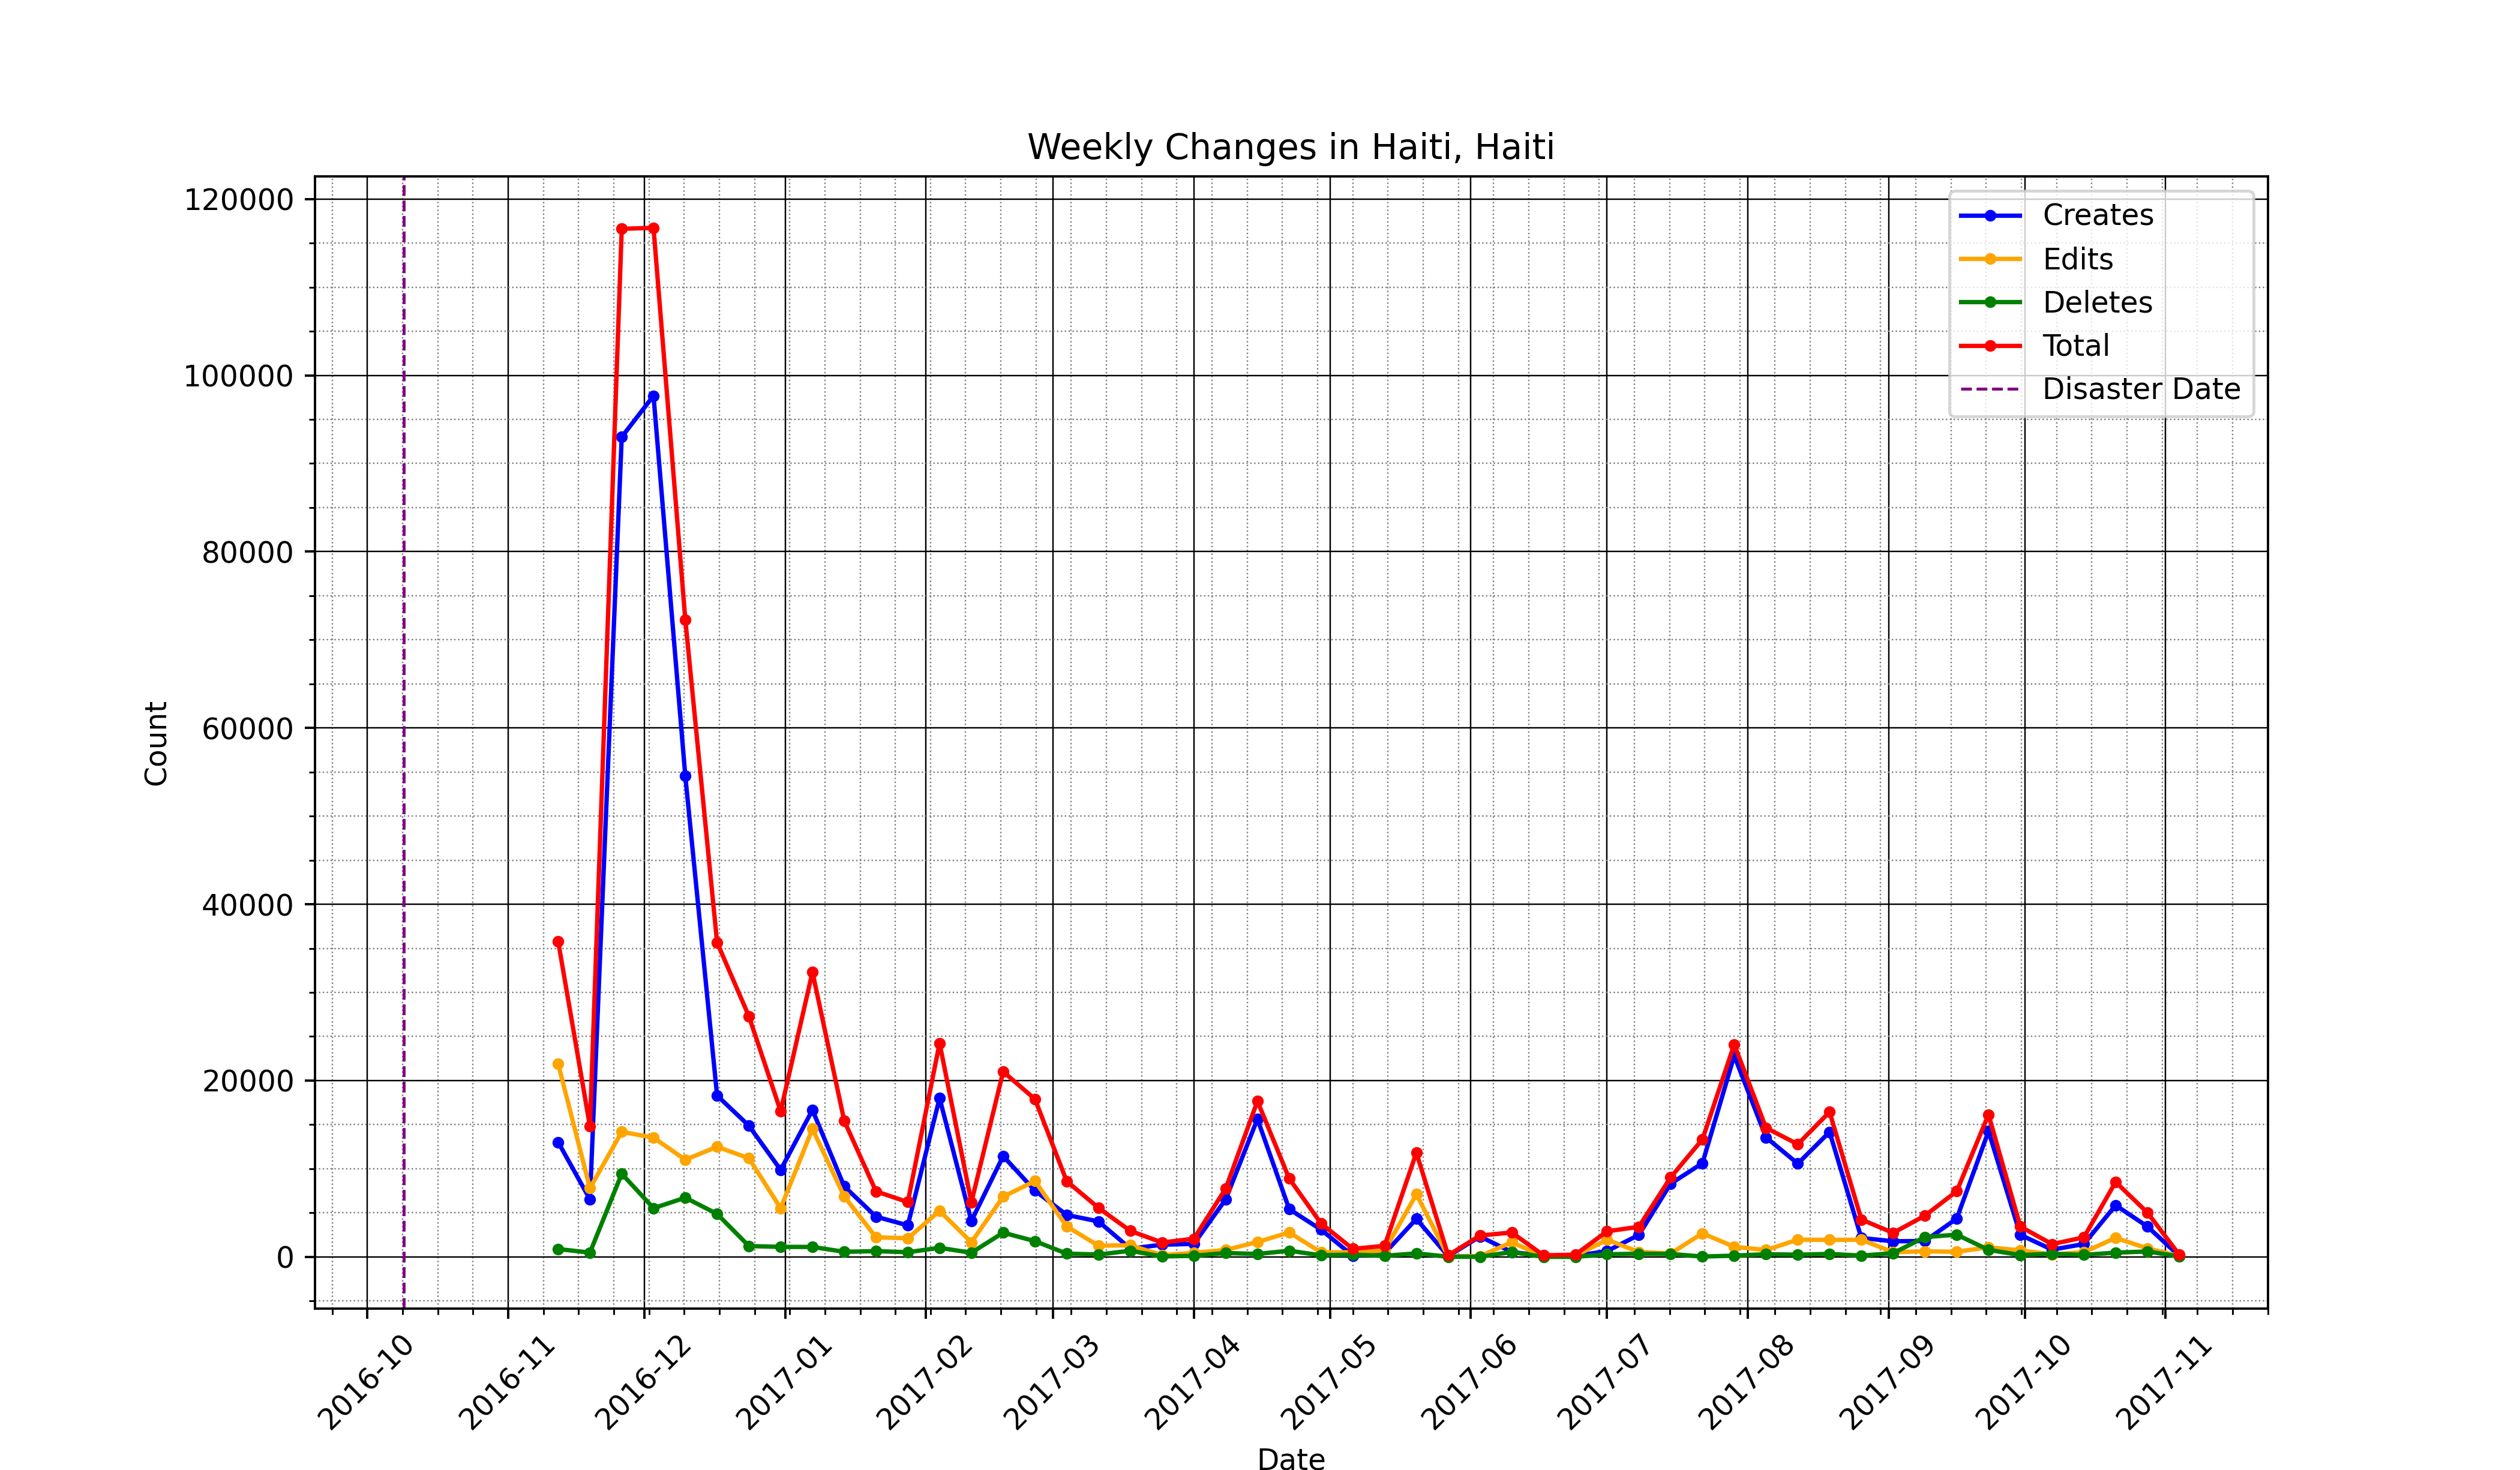 Weekly Changes in Haiti, Haiti
120000
100000
80000
60000
40000
20000
0
Count
Creates
Edits
Deletes
Total
Disaster Date
2016-10
2016-11
2016-12
2017-01
2017-02
2017-03
2017-04
2017-05
2017-06
2017-07
2017-08
2017-09
2017-10
2017-11
Date